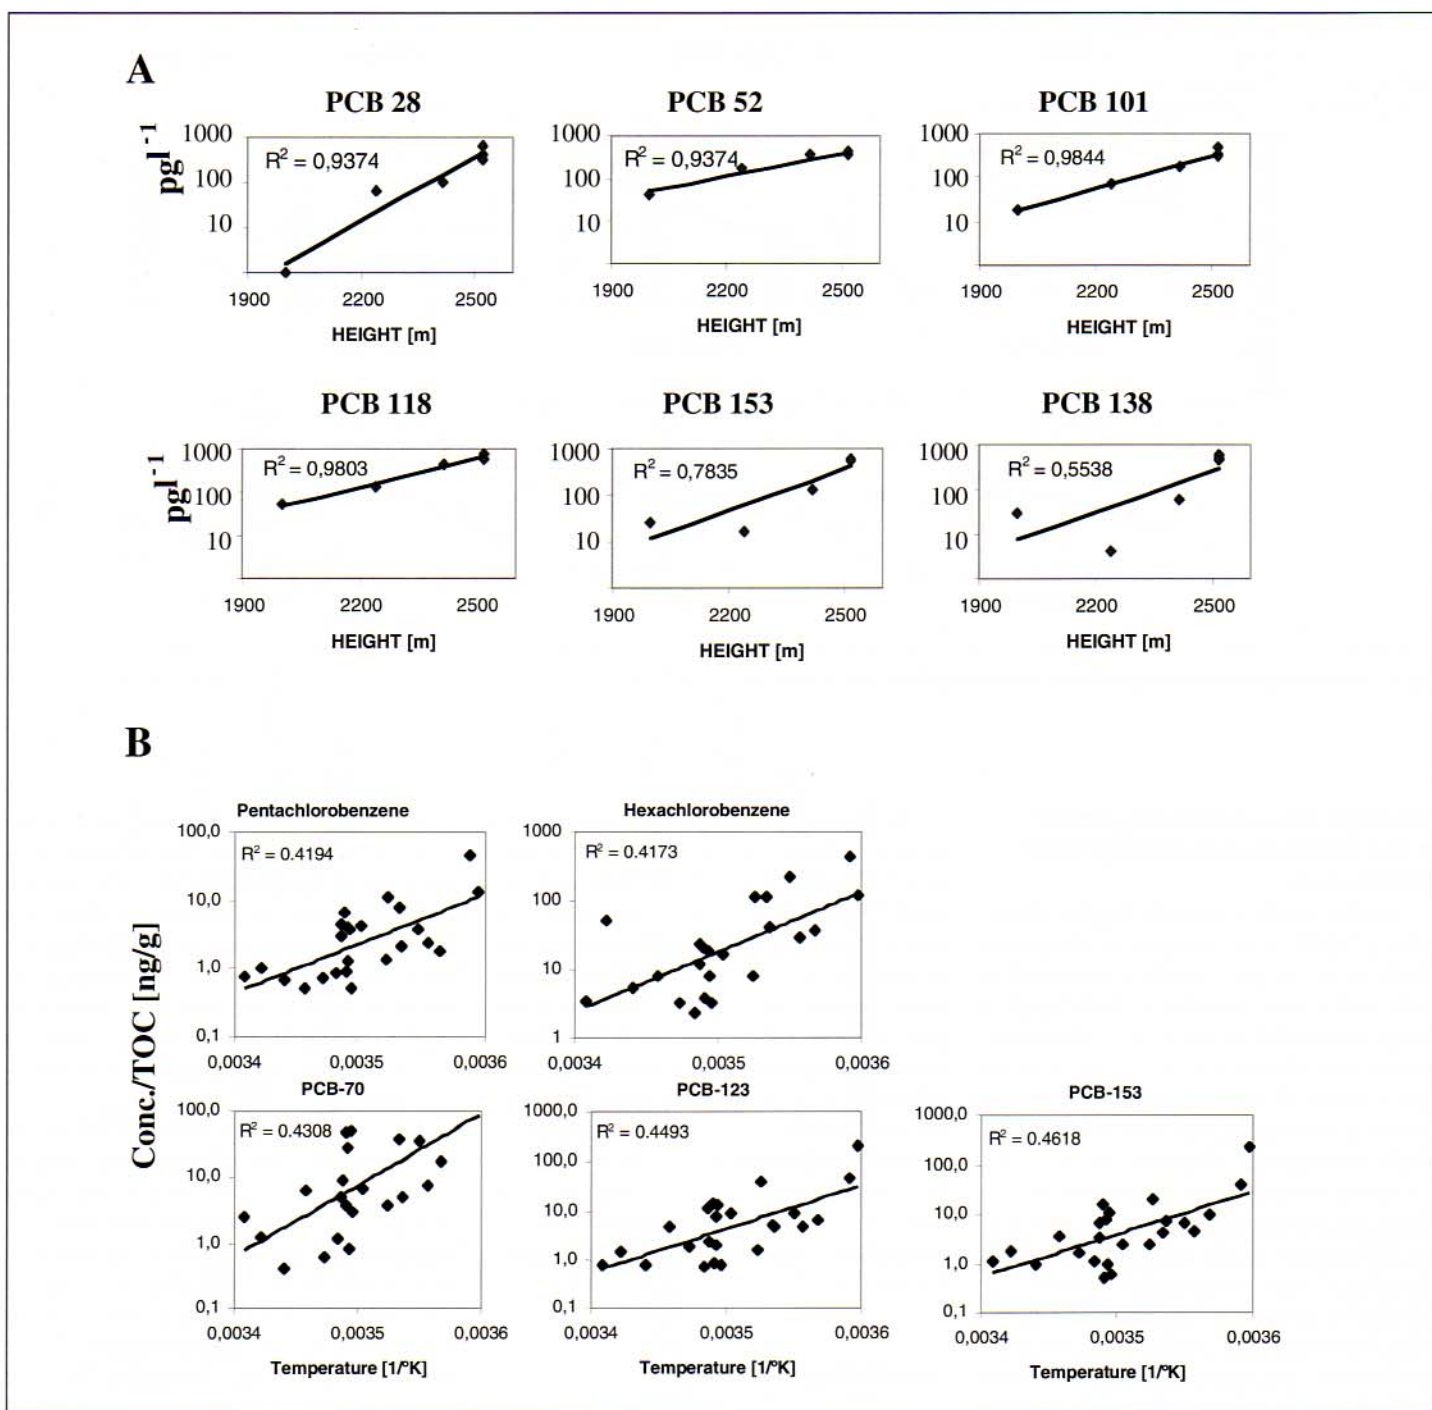 A
PCB 28
PCB 52
PCB 101
pgl⁻¹
1000
100
10
R² = 0,9374
1900
2200
2500
HEIGHT [m]
1000
100
10
R² = 0,9374
1900
2200
2500
HEIGHT [m]
1000
100
10
R² = 0,9844
1900
2200
2500
HEIGHT [m]
PCB 118
PCB 153
PCB 138
pgl⁻¹
1000
100
10
R² = 0,9803
1900
2200
2500
HEIGHT [m]
1000
100
10
R² = 0,7835
1900
2200
2500
HEIGHT [m]
1000
100
10
R² = 0,5538
1900
2200
2500
HEIGHT [m]
B
Conc./TOC [ng/g]
Pentachlorobenzene
100,0
10,0
1,0
0,1
R² = 0.4194
0,0034
0,0035
0,0036
Hexachlorobenzene
1000
100
10
1
R² = 0.4173
0,0034
0,0035
0,0036
PCB-70
100,0
10,0
1,0
0,1
R² = 0.4308
0,0034
0,0035
0,0036
Temperature [1/°K]
PCB-123
1000,0
100,0
10,0
1,0
0,1
R² = 0.4493
0,0034
0,0035
0,0036
Temperature [1/°K]
PCB-153
1000,0
100,0
10,0
1,0
0,1
R² = 0.4618
0,0034
0,0035
0,0036
Temperature [1/°K]